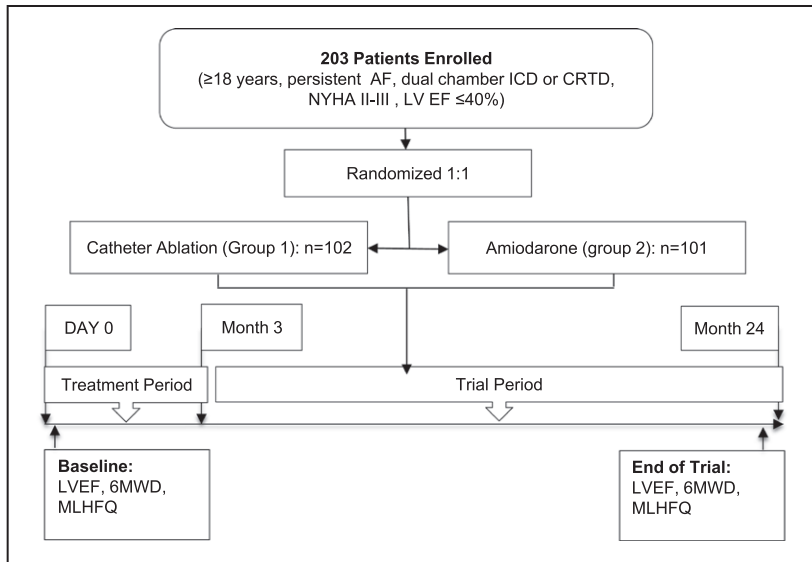 203 Patients Enrolled
(≥18 years, persistent AF, dual chamber ICD or CRTD,
NYHA II-III , LV EF ≤40%)
Randomized 1:1
Catheter Ablation (Group 1): n=102
Amiodarone (group 2): n=101
DAY 0
Month 3
Month 24
Treatment Period
Trial Period
Baseline:
LVEF, 6MWD,
MLHFQ
End of Trial:
LVEF, 6MWD,
MLHFQ